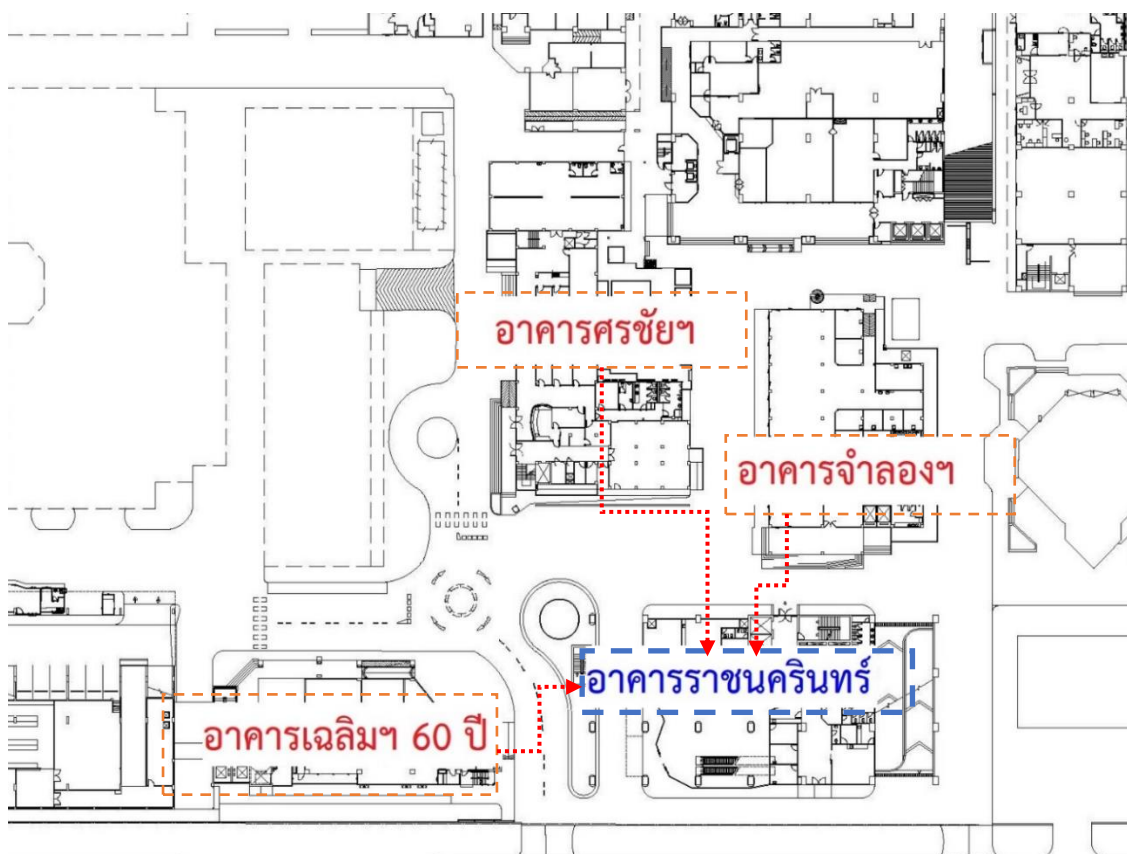 อาคารศรชัยฯ
อาคารจำลองฯ
อาคารราชนครินทร์
อาคารเฉลิมฯ 60 ปี